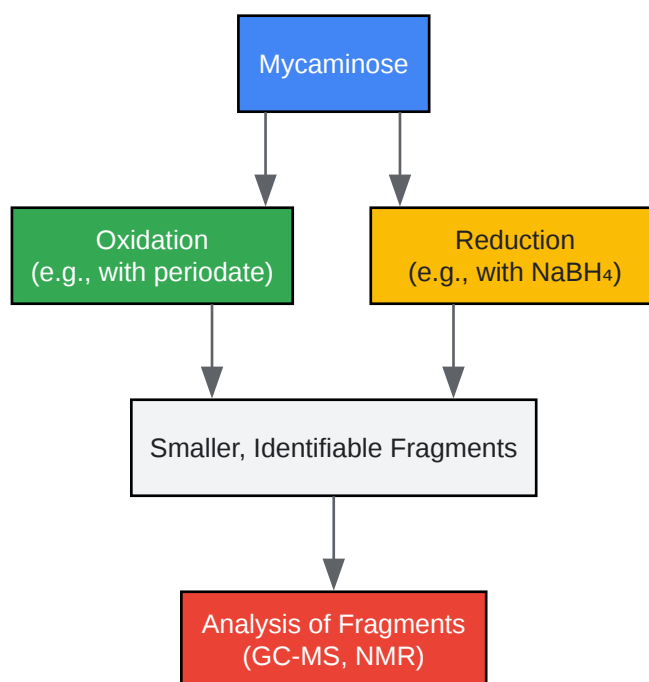 Mycaminose
Oxidation
(e.g., with periodate)
Reduction
(e.g., with NaBH₄)
Smaller, Identifiable Fragments
Analysis of Fragments
(GC-MS, NMR)